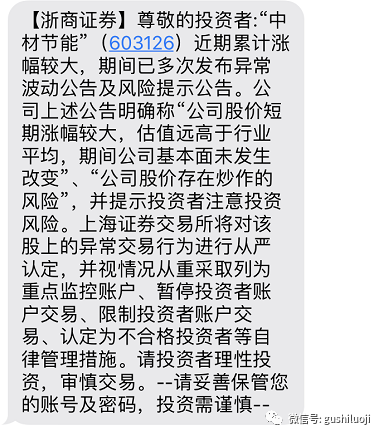 【浙商证券】尊敬的投资者:“中
材节能”（603126）近期累计涨
幅较大，期间已多次发布异常
波动公告及风险提示公告。公
司上述公告明确称“公司股价短
期涨幅较大，估值远高于行业
平均，期间公司基本面未发生
改变”、“公司股价存在炒作的
风险”，并提示投资者注意投资
风险。上海证券交易所将对该
股上的异常交易行为进行从严
认定，并视情况从重采取列为
重点监控账户、暂停投资者账
户交易、限制投资者账户交
易、认定为不合格投资者等自
律管理措施。请投资者理性投
资，审慎交易。--请妥善保管您
的账号及密码，投资需谨慎--
微信号: gushiluoji